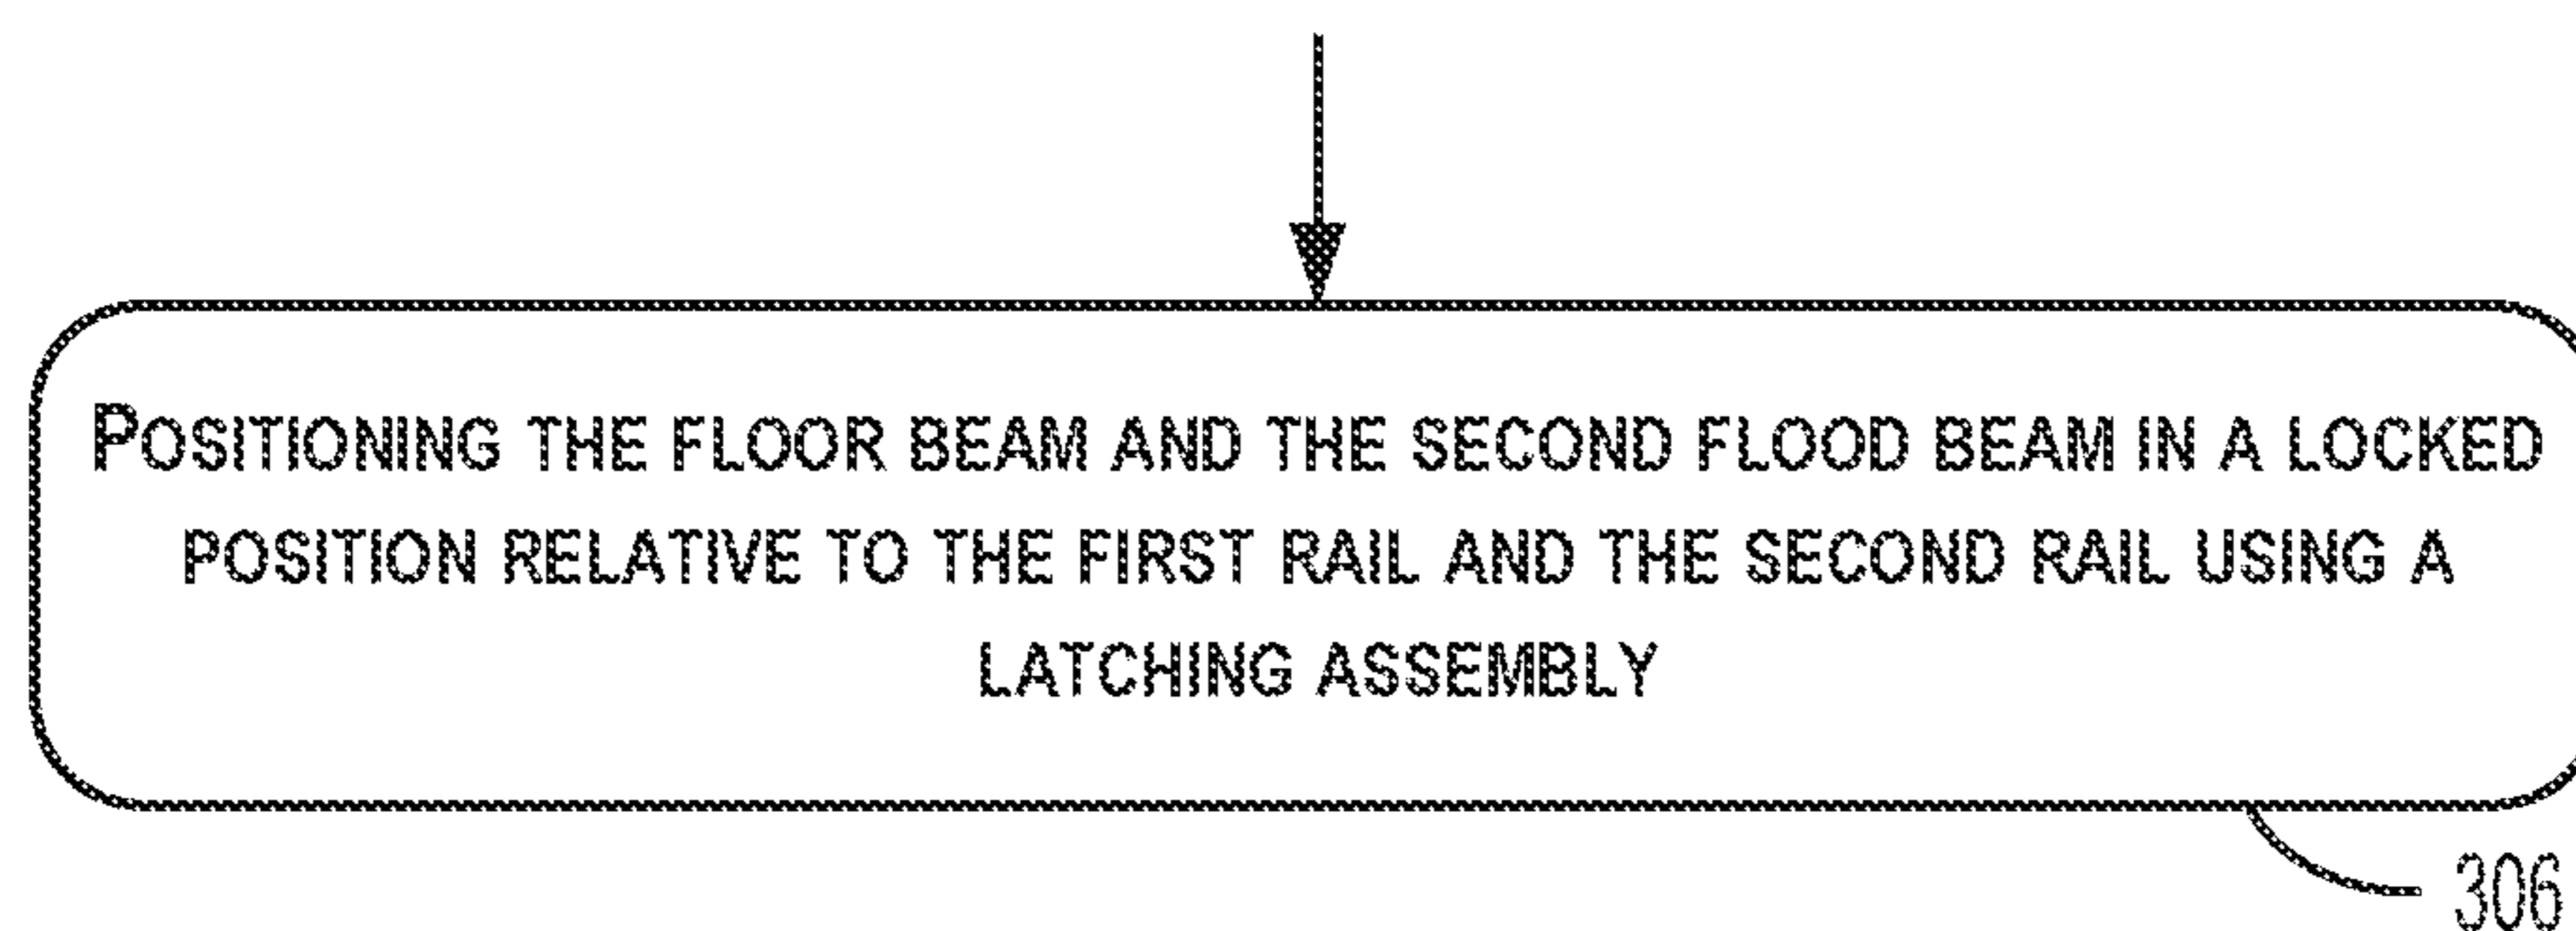 POSITIONING THE FLOOR BEAM AND THE SECOND FLOOD BEAM IN A LOCKED
POSITION RELATIVE TO THE FIRST RAIL AND THE SECOND RAIL USING A
LATCHING ASSEMBLY
306